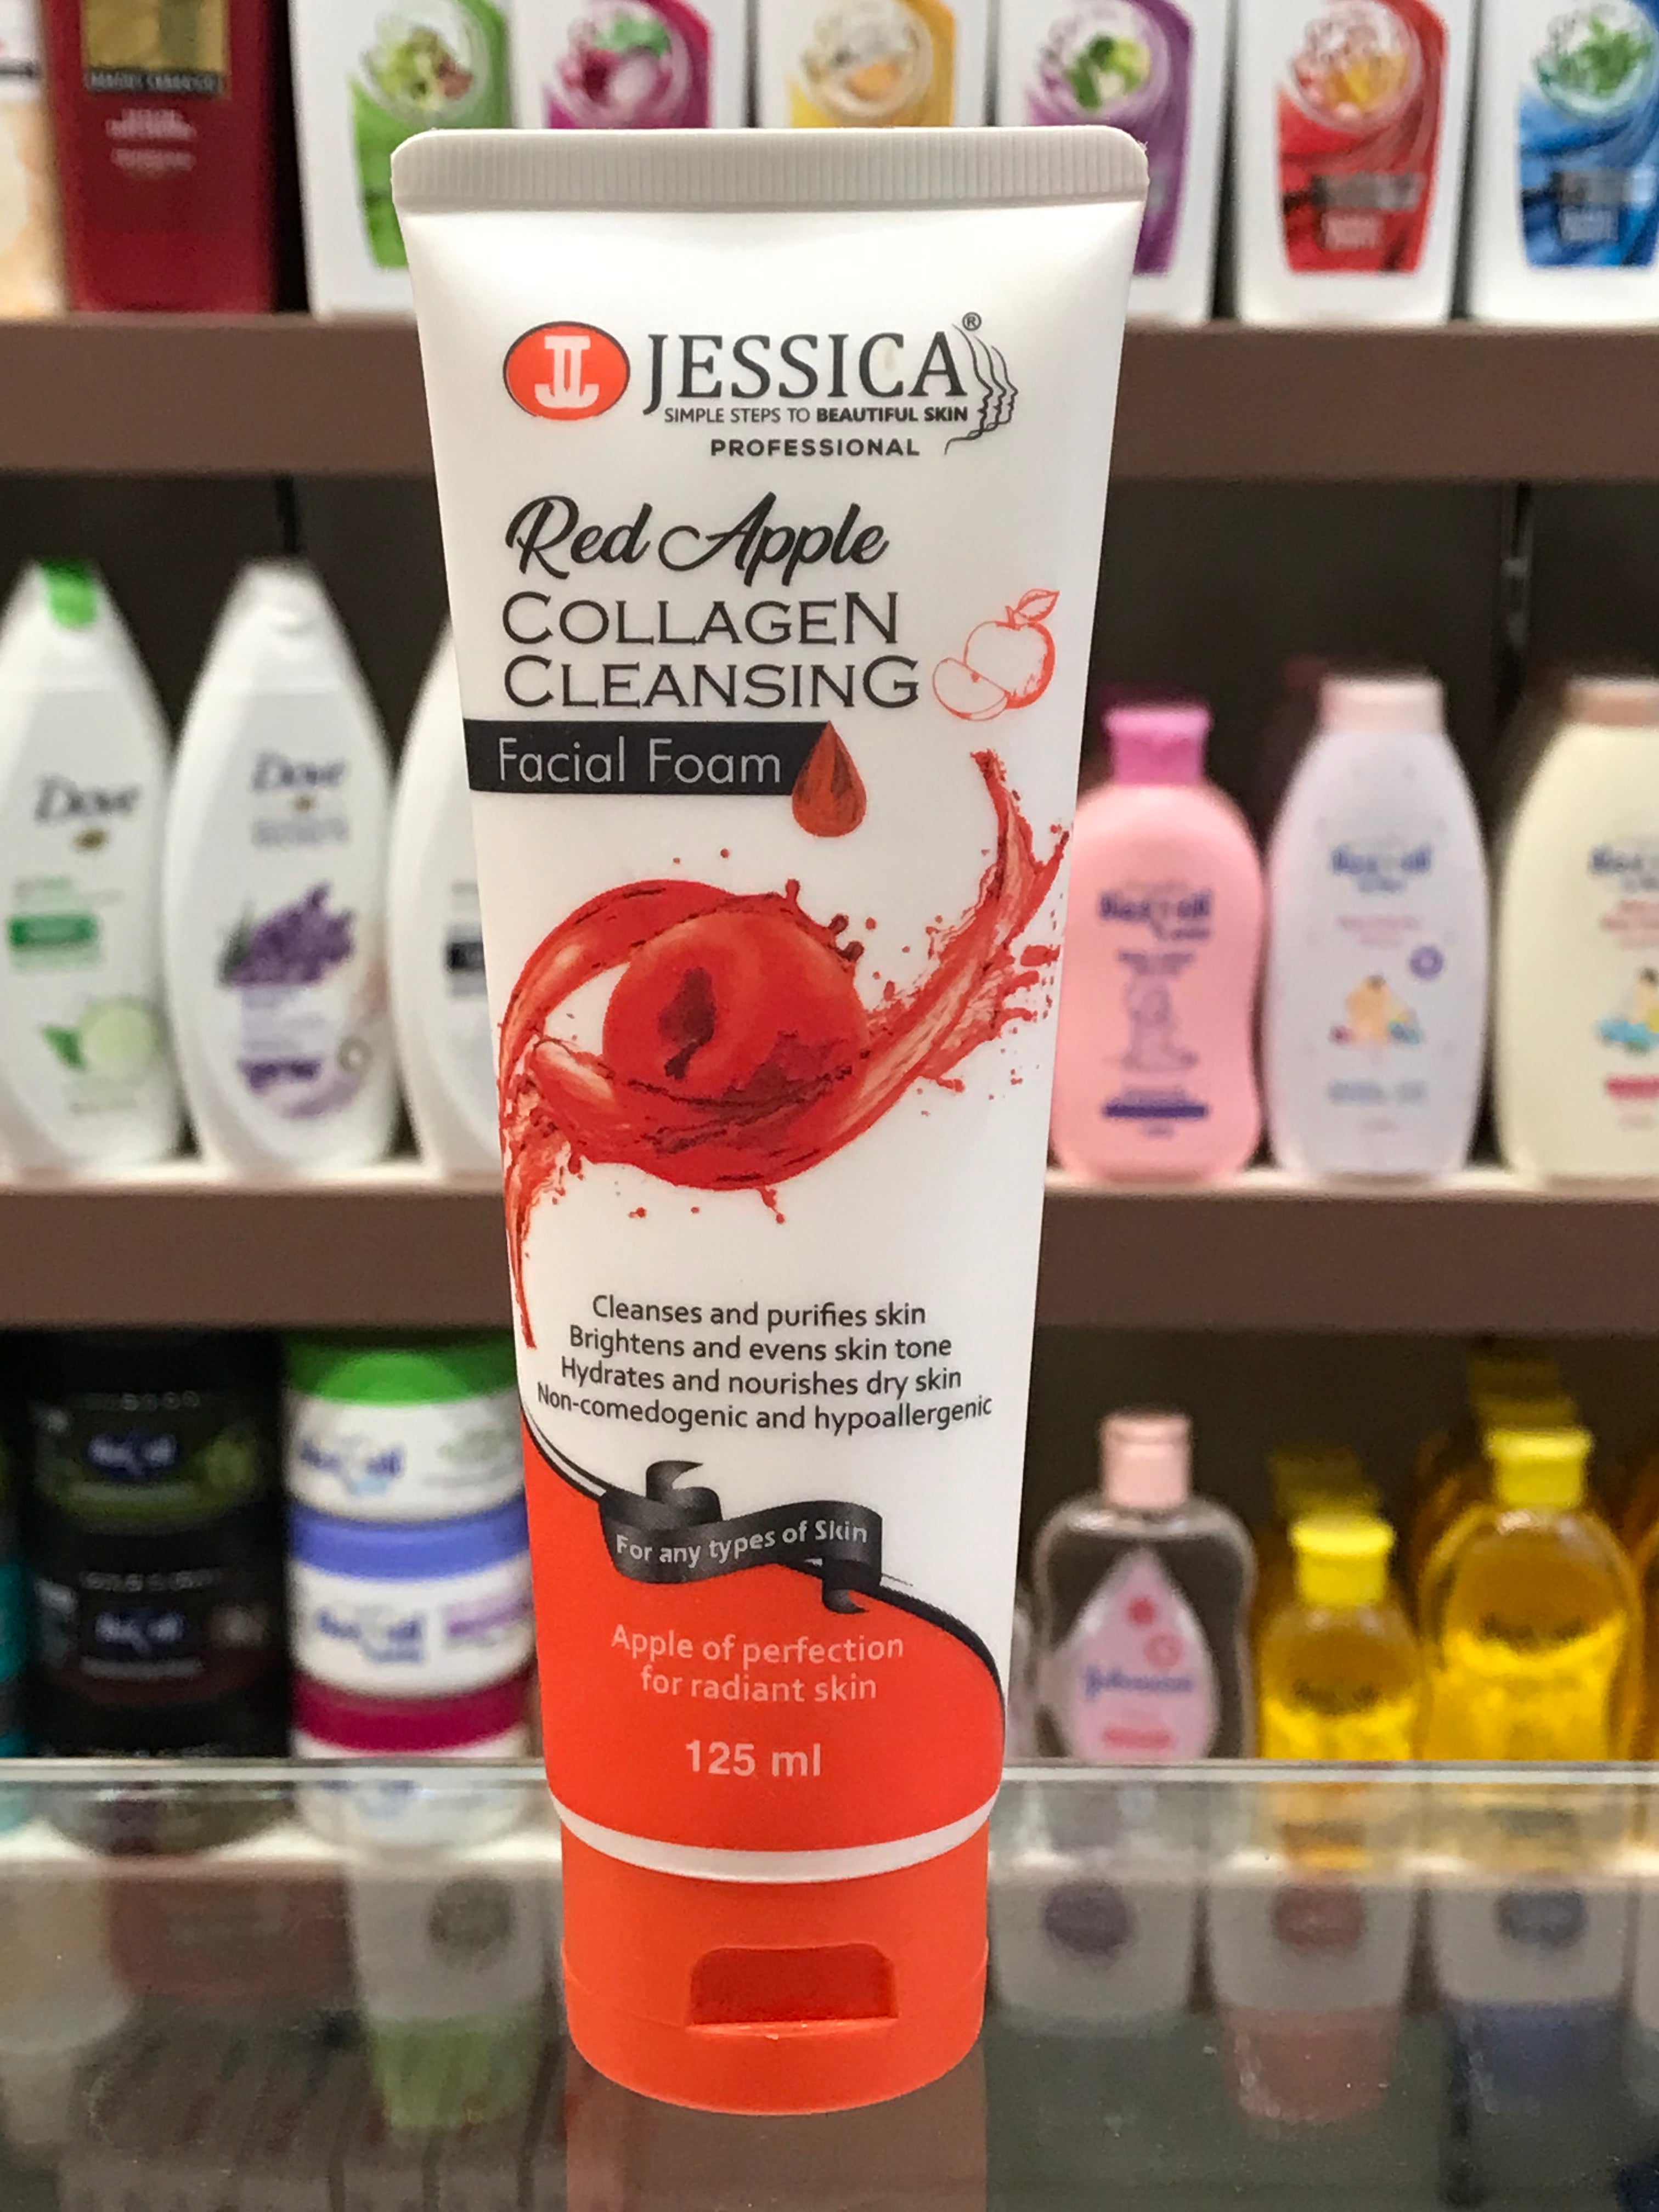 JESSICA®
SIMPLE STEPS TO BEAUTIFUL SKIN
PROFESSIONAL
Red Apple
COLLAGEN
CLEANSING
Facial Foam
Cleanses and purifies skin
Brightens and evens skin tone
Hydrates and nourishes dry skin
Non-comedogenic and hypoallergenic
For any types of Skin
Apple of perfection
for radiant skin
125 ml
Dove
Dove
Johnson's